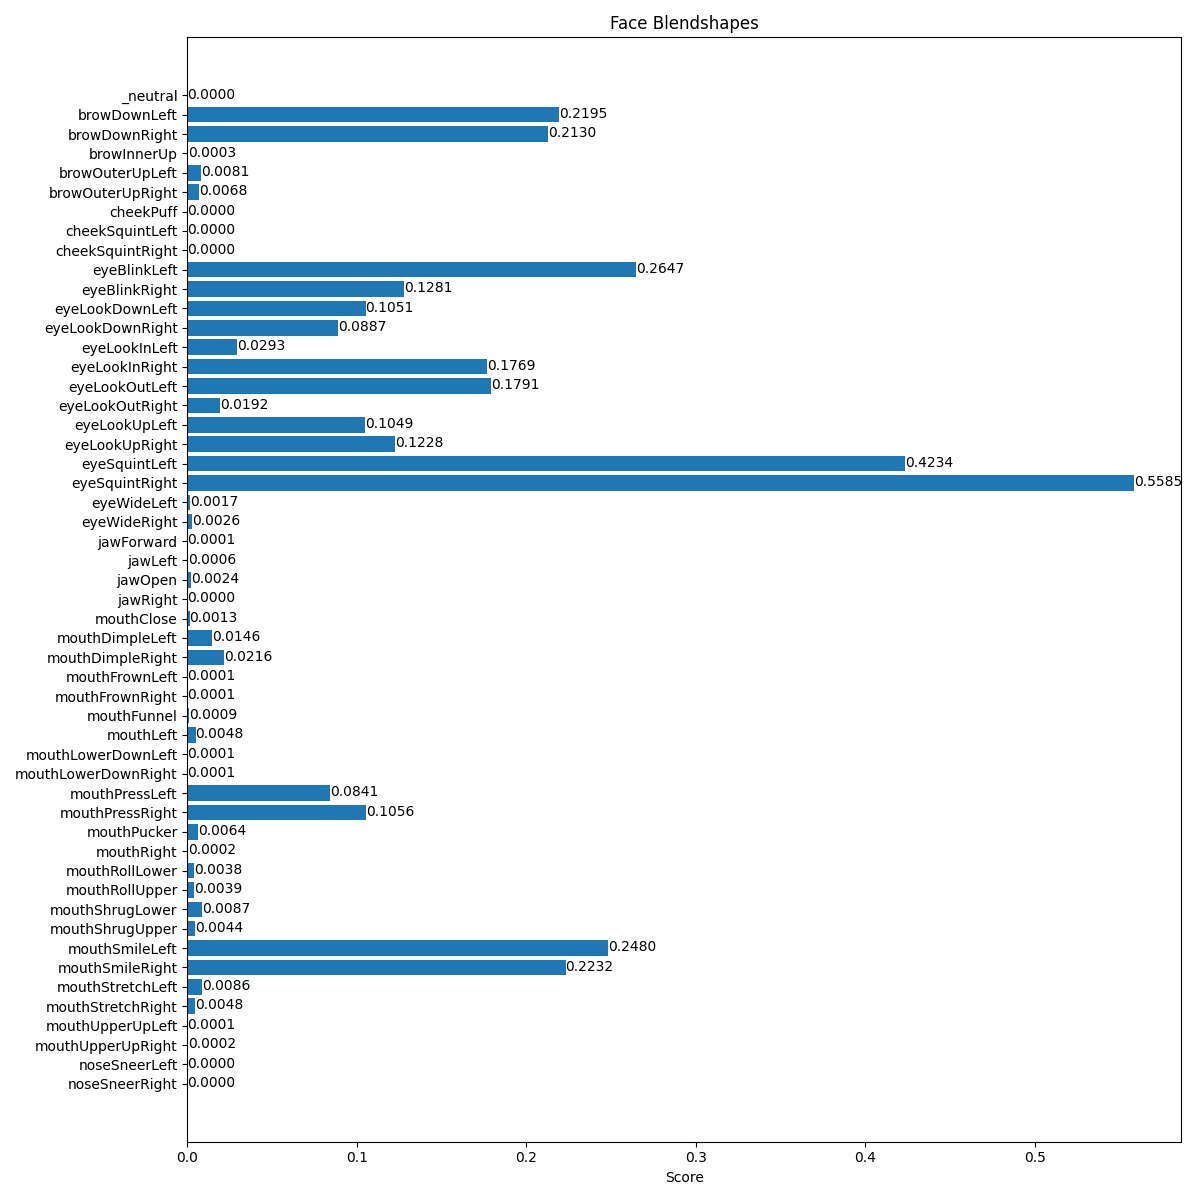 Face Blendshapes
_neutral 0.0000
browDownLeft 0.2195
browDownRight 0.2130
browInnerUp 0.0003
browOuterUpLeft 0.0081
browOuterUpRight 0.0068
cheekPuff 0.0000
cheekSquintLeft 0.0000
cheekSquintRight 0.0000
eyeBlinkLeft 0.2647
eyeBlinkRight 0.1281
eyeLookDownLeft 0.1051
eyeLookDownRight 0.0887
eyeLookInLeft 0.0293
eyeLookInRight 0.1769
eyeLookOutLeft 0.1791
eyeLookOutRight 0.0192
eyeLookUpLeft 0.1049
eyeLookUpRight 0.1228
eyeSquintLeft 0.4234
eyeSquintRight 0.5585
eyeWideLeft 0.0017
eyeWideRight 0.0026
jawForward 0.0001
jawLeft 0.0006
jawOpen 0.0024
jawRight 0.0000
mouthClose 0.0013
mouthDimpleLeft 0.0146
mouthDimpleRight 0.0216
mouthFrownLeft 0.0001
mouthFrownRight 0.0001
mouthFunnel 0.0009
mouthLeft 0.0048
mouthLowerDownLeft 0.0001
mouthLowerDownRight 0.0001
mouthPressLeft 0.0841
mouthPressRight 0.1056
mouthPucker 0.0064
mouthRight 0.0002
mouthRollLower 0.0038
mouthRollUpper 0.0039
mouthShrugLower 0.0087
mouthShrugUpper 0.0044
mouthSmileLeft 0.2480
mouthSmileRight 0.2232
mouthStretchLeft 0.0086
mouthStretchRight 0.0048
mouthUpperUpLeft 0.0001
mouthUpperUpRight 0.0002
noseSneerLeft 0.0000
noseSneerRight 0.0000
0.0 0.1 0.2 0.3 0.4 0.5
Score